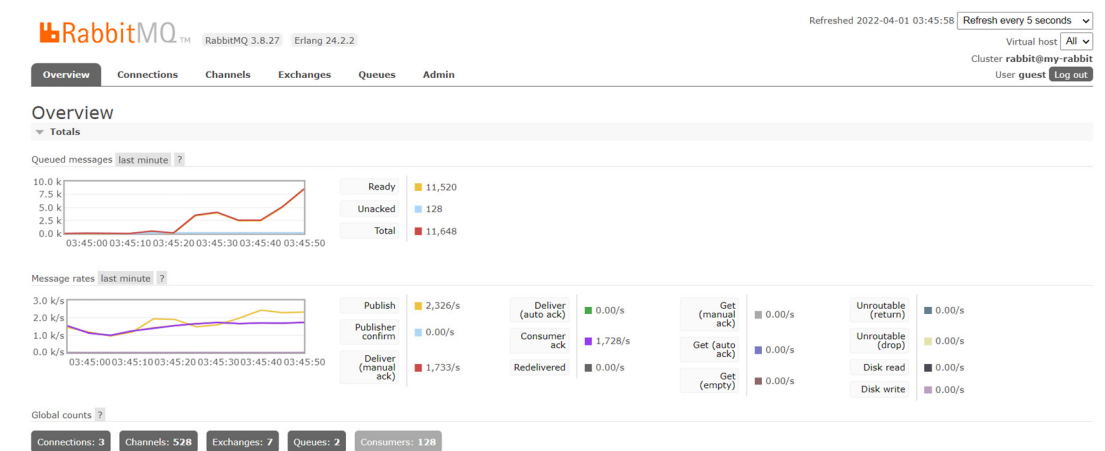 Refreshed 2022-04-01 03:45:58 Refresh every 5 seconds
RabbitMQ TM RabbitMQ 3.8.27 Erlang 24.2.2
Virtual host All
Cluster rabbit@my-rabbit
User guest Log out
Overview Connections Channels Exchanges Queues Admin
Overview
Totals
Queued messages last minute ?
10.0 k
7.5 k
5.0 k
2.5 k
0.0 k
03:45:00 03:45:10 03:45:20 03:45:30 03:45:40 03:45:50
Ready 11,520
Unacked 128
Total 11,648
Message rates last minute ?
3.0 k/s
2.0 k/s
1.0 k/s
0.0 k/s
03:45:00 03:45:10 03:45:20 03:45:30 03:45:40 03:45:50
Publish 2,326/s
Publisher
confirm 0.00/s
Deliver
(manual
ack) 1,733/s
Deliver
(auto ack) 0.00/s
Consumer
ack 1,728/s
Redelivered 0.00/s
Get
(manual
ack) 0.00/s
Get (auto
ack) 0.00/s
Get
(empty) 0.00/s
Unroutable
(return) 0.00/s
Unroutable
(drop) 0.00/s
Disk read 0.00/s
Disk write 0.00/s
Global counts ?
Connections: 3 Channels: 528 Exchanges: 7 Queues: 2 Consumers: 128